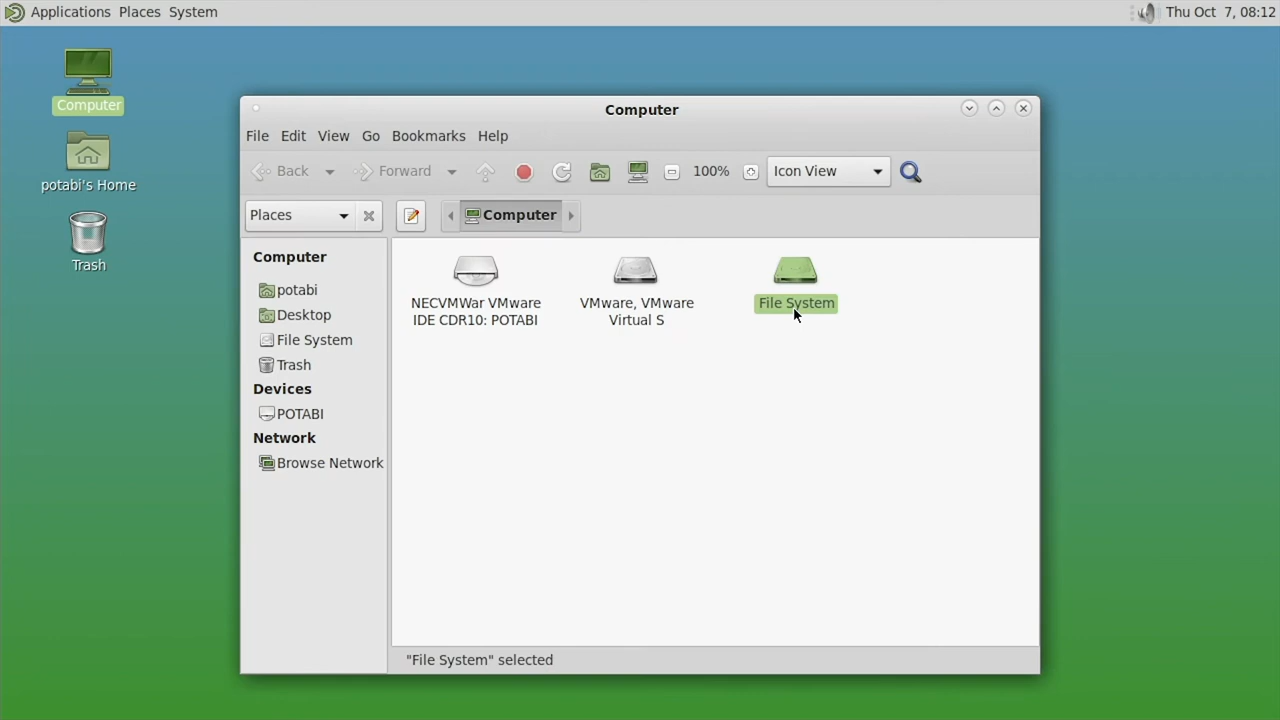 Applications Places System
Thu Oct 7, 08:12
Computer
potabi's Home
Trash
Computer
File Edit View Go Bookmarks Help
Back Forward 100% Icon View
Places Computer
Computer
potabi
Desktop
File System
Trash
Devices
POTABI
Network
Browse Network
NECVMWar VMware
IDE CDR10: POTABI
VMware, VMware
Virtual S
File System
"File System" selected